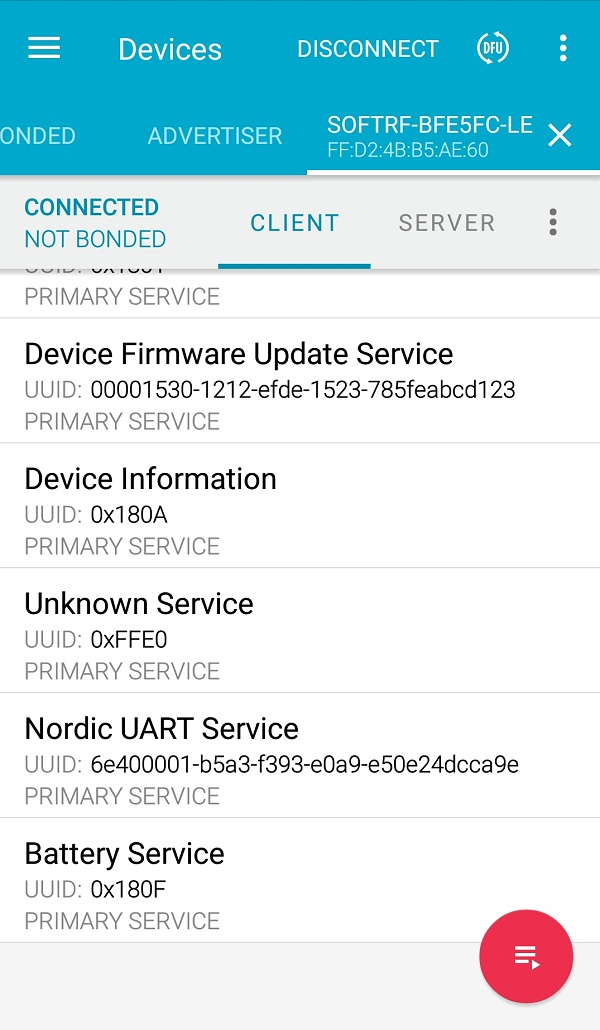 Devices
DISCONNECT
DFU
ONDED
ADVERTISER
SOFTRF-BFE5FC-LE
FF:D2:4B:B5:AE:60
CONNECTED
NOT BONDED
CLIENT
SERVER
UUID: 0x1801
PRIMARY SERVICE
Device Firmware Update Service
UUID: 00001530-1212-efde-1523-785feabcd123
PRIMARY SERVICE
Device Information
UUID: 0x180A
PRIMARY SERVICE
Unknown Service
UUID: 0xFFE0
PRIMARY SERVICE
Nordic UART Service
UUID: 6e400001-b5a3-f393-e0a9-e50e24dcca9e
PRIMARY SERVICE
Battery Service
UUID: 0x180F
PRIMARY SERVICE